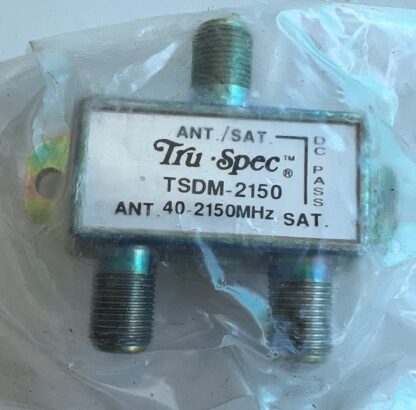 ANT./SAT.
Tru·Spec™®
TSDM-2150
ANT. 40-2150MHz SAT.
DC PASS